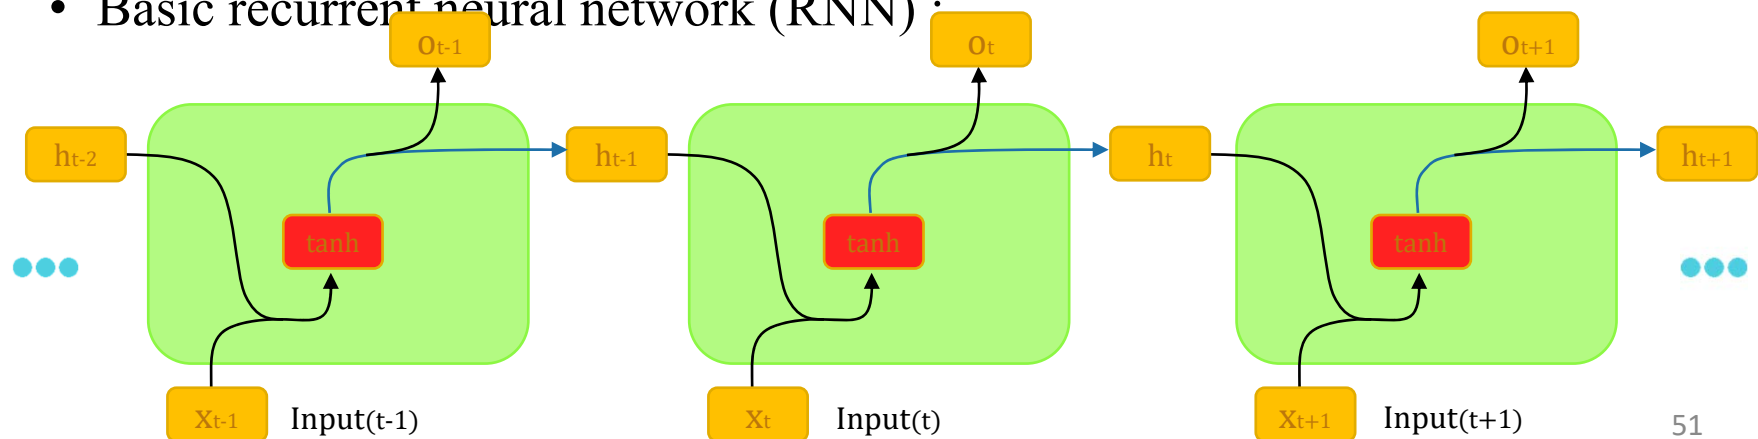 • Basic recurrent neural network (RNN) :
ot-1 ot ot+1
ht-2 ht-1 ht ht+1
tanh tanh tanh
xt-1 Input(t-1) xt Input(t) xt+1 Input(t+1)
51